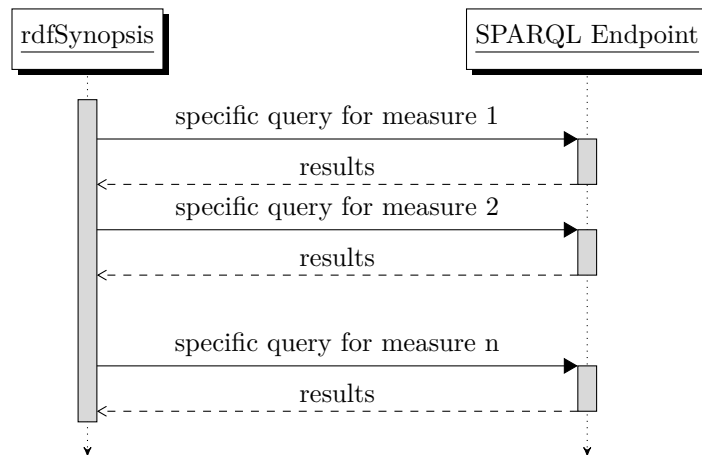 rdfSynopsis
SPARQL Endpoint
specific query for measure 1
results
specific query for measure 2
results
specific query for measure n
results